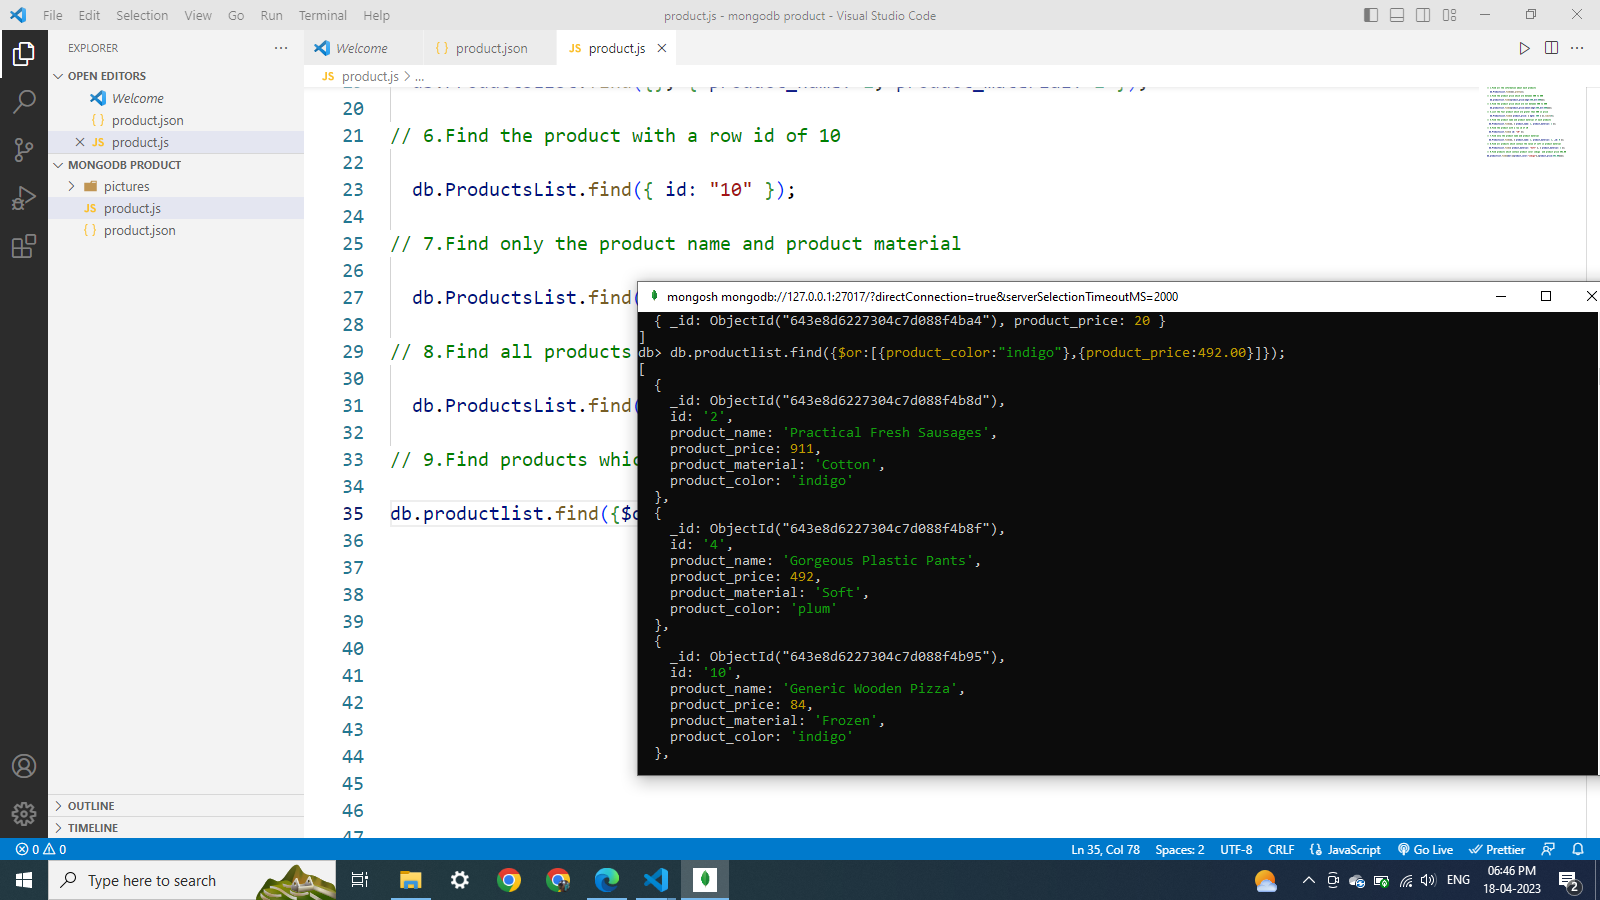 File Edit Selection View Go Run Terminal Help
product.js - mongodb product - Visual Studio Code
EXPLORER
OPEN EDITORS
Welcome
{ } product.json
JS product.js
MONGODB PRODUCT
pictures
JS product.js
{ } product.json
OUTLINE
TIMELINE
Welcome
{ } product.json
JS product.js
JS product.js > ...
20
21 // 6.Find the product with a row id of 10
22
23 db.ProductsList.find({ id: "10" });
24
25 // 7.Find only the product name and product material
26
27 db.ProductsList.find(
28
29 // 8.Find all products
30
31 db.ProductsList.find(
32
33 // 9.Find products whic
34
35 db.productlist.find({$
36
37
38
39
40
41
42
43
44
45
46
47
mongosh mongodb://127.0.0.1:27017/?directConnection=true&serverSelectionTimeoutMS=2000
{ _id: ObjectId("643e8d6227304c7d088f4ba4"), product_price: 20 }
]
db> db.productlist.find({$or:[{product_color:"indigo"},{product_price:492.00}]});
[
{
_id: ObjectId("643e8d6227304c7d088f4b8d"),
id: '2',
product_name: 'Practical Fresh Sausages',
product_price: 911,
product_material: 'Cotton',
product_color: 'indigo'
},
{
_id: ObjectId("643e8d6227304c7d088f4b8f"),
id: '4',
product_name: 'Gorgeous Plastic Pants',
product_price: 492,
product_material: 'Soft',
product_color: 'plum'
},
{
_id: ObjectId("643e8d6227304c7d088f4b95"),
id: '10',
product_name: 'Generic Wooden Pizza',
product_price: 84,
product_material: 'Frozen',
product_color: 'indigo'
},
0 0
Ln 35, Col 78 Spaces: 2 UTF-8 CRLF { } JavaScript Go Live Prettier
Type here to search
ENG
06:46 PM
18-04-2023
2